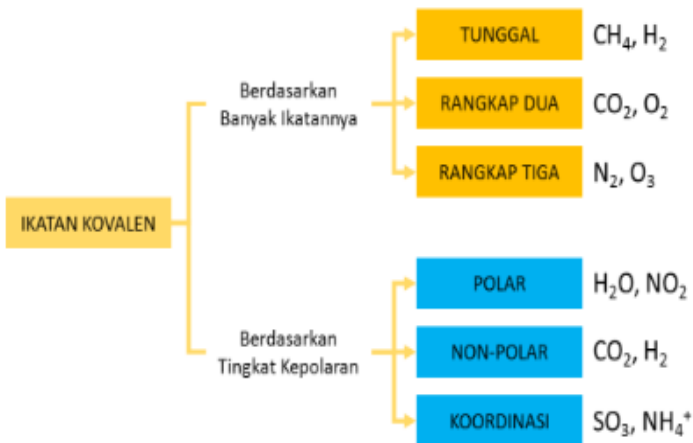 IKATAN KOVALEN
Berdasarkan
Banyak Ikatannya
TUNGGAL CH₄, H₂
RANGKAP DUA CO₂, O₂
RANGKAP TIGA N₂, O₃
Berdasarkan
Tingkat Kepolaran
POLAR H₂O, NO₂
NON-POLAR CO₂, H₂
KOORDINASI SO₃, NH₄⁺